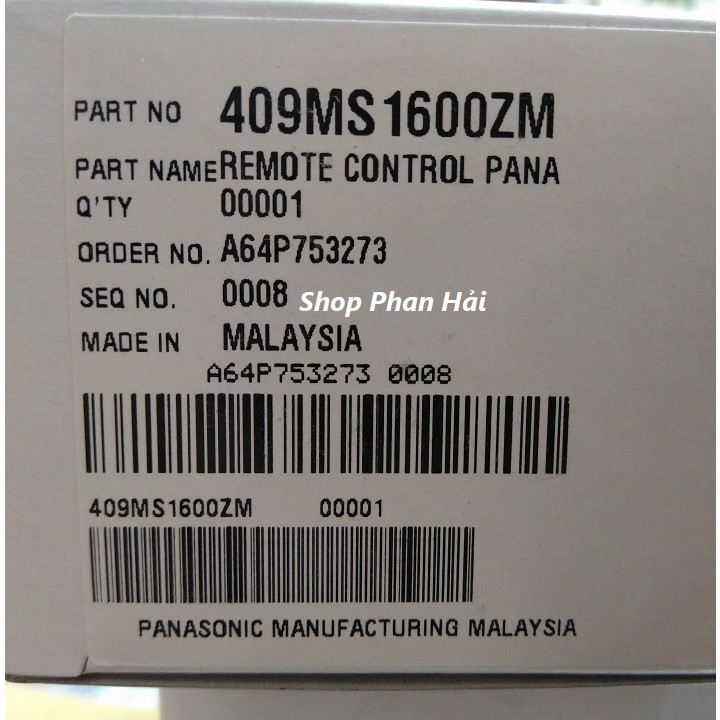 PART NO 409MS1600ZM
PART NAME REMOTE CONTROL PANA
Q'TY 00001
ORDER NO. A64P753273
SEQ NO. 0008
Shop Phan Hải
MADE IN MALAYSIA
A64P753273 0008
409MS1600ZM 00001
PANASONIC MANUFACTURING MALAYSIA